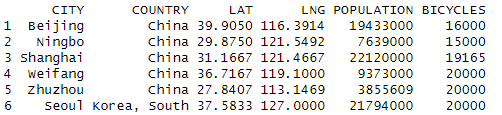 CITY COUNTRY LAT LNG POPULATION BICYCLES
1 Beijing China 39.9050 116.3914 19433000 16000
2 Ningbo China 29.8750 121.5492 7639000 15000
3 Shanghai China 31.1667 121.4667 22120000 19165
4 Weifang China 36.7167 119.1000 9373000 20000
5 Zhuzhou China 27.8407 113.1469 3855609 20000
6 Seoul Korea, South 37.5833 127.0000 21794000 20000